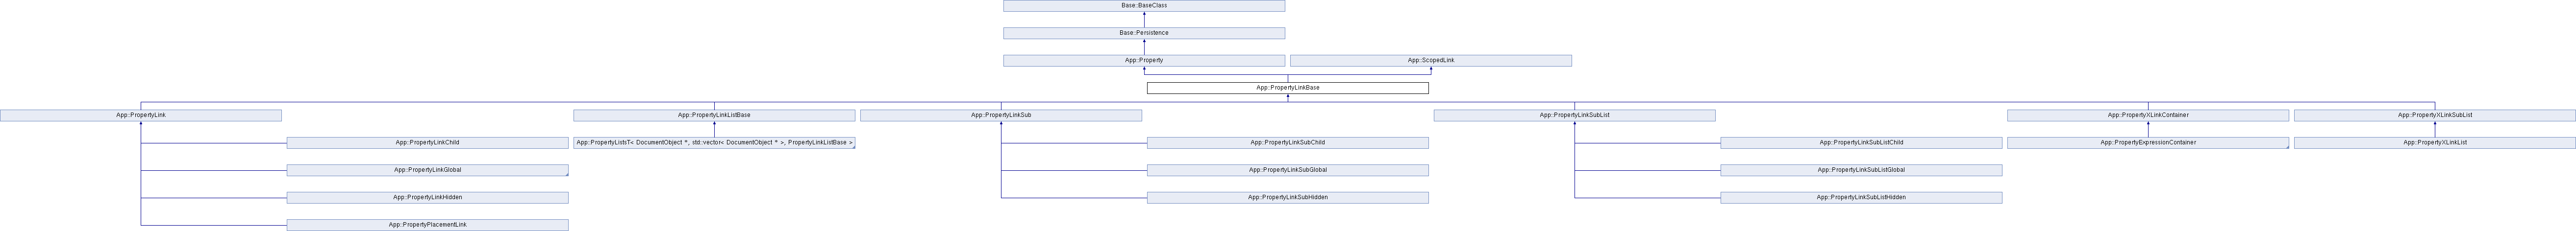 Base::BaseClass
Base::Persistence
App::Property
App::ScopedLink
App::PropertyLinkBase
App::PropertyLink
App::PropertyLinkListBase
App::PropertyLinkSub
App::PropertyLinkSubList
App::PropertyXLinkContainer
App::PropertyXLinkSubList
App::PropertyLinkChild
App::PropertyListsT< DocumentObject *, std::vector< DocumentObject * >, PropertyLinkListBase >
App::PropertyLinkSubChild
App::PropertyLinkSubListChild
App::PropertyExpressionContainer
App::PropertyXLinkList
App::PropertyLinkGlobal
App::PropertyLinkSubGlobal
App::PropertyLinkSubListGlobal
App::PropertyLinkHidden
App::PropertyLinkSubHidden
App::PropertyLinkSubListHidden
App::PropertyPlacementLink